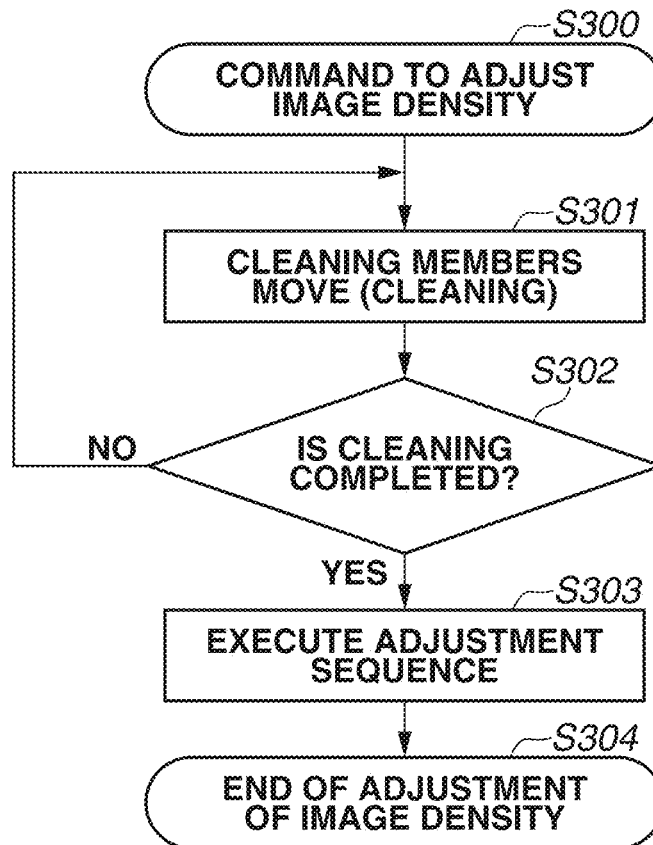 S300
COMMAND TO ADJUST
IMAGE DENSITY
S301
CLEANING MEMBERS
MOVE (CLEANING)
S302
IS CLEANING
COMPLETED?
NO
YES
S303
EXECUTE ADJUSTMENT
SEQUENCE
S304
END OF ADJUSTMENT
OF IMAGE DENSITY